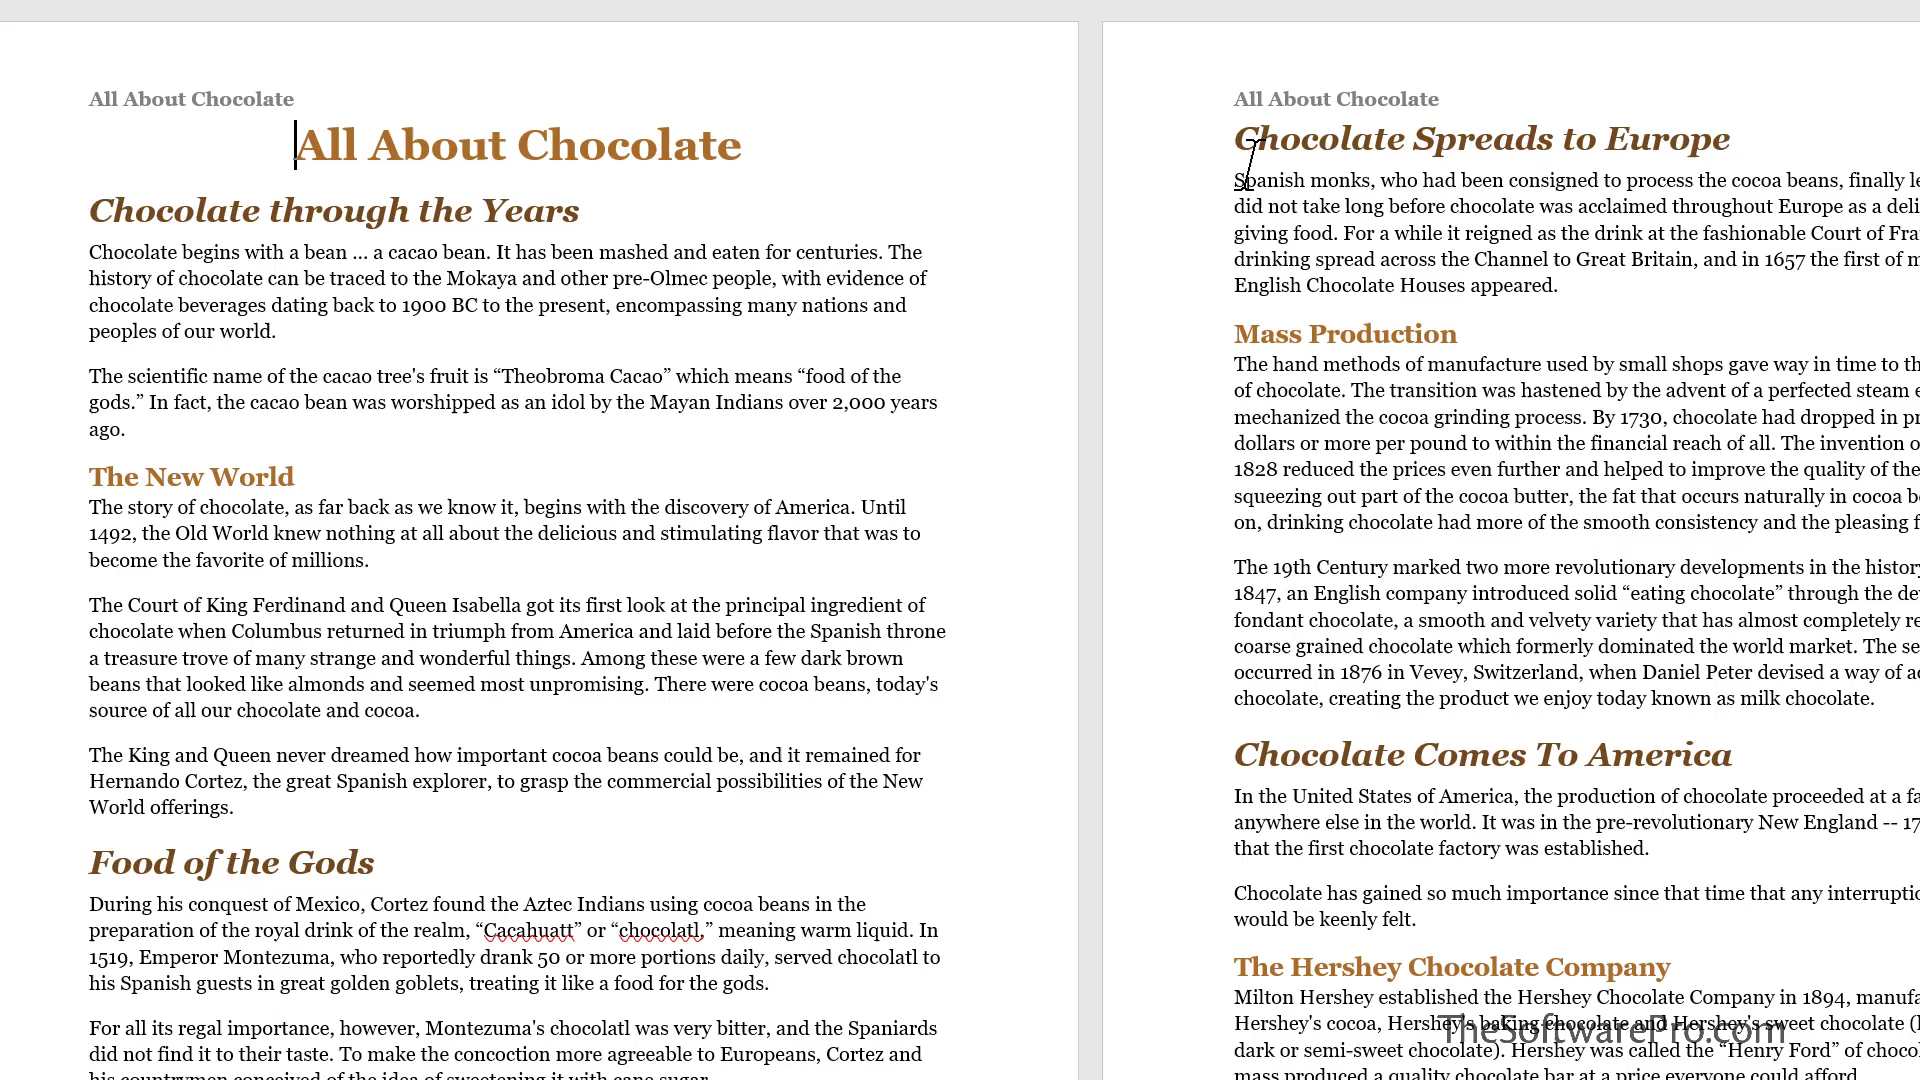 All About Chocolate
All About Chocolate
Chocolate through the Years
Chocolate begins with a bean ... a cacao bean. It has been mashed and eaten for centuries. The
history of chocolate can be traced to the Mokaya and other pre-Olmec people, with evidence of
chocolate beverages dating back to 1900 BC to the present, encompassing many nations and
peoples of our world.
The scientific name of the cacao tree's fruit is “Theobroma Cacao” which means “food of the
gods.” In fact, the cacao bean was worshipped as an idol by the Mayan Indians over 2,000 years
ago.
The New World
The story of chocolate, as far back as we know it, begins with the discovery of America. Until
1492, the Old World knew nothing at all about the delicious and stimulating flavor that was to
become the favorite of millions.
The Court of King Ferdinand and Queen Isabella got its first look at the principal ingredient of
chocolate when Columbus returned in triumph from America and laid before the Spanish throne
a treasure trove of many strange and wonderful things. Among these were a few dark brown
beans that looked like almonds and seemed most unpromising. There were cocoa beans, today's
source of all our chocolate and cocoa.
The King and Queen never dreamed how important cocoa beans could be, and it remained for
Hernando Cortez, the great Spanish explorer, to grasp the commercial possibilities of the New
World offerings.
Food of the Gods
During his conquest of Mexico, Cortez found the Aztec Indians using cocoa beans in the
preparation of the royal drink of the realm, “Cacahuatt” or “chocolatl,” meaning warm liquid. In
1519, Emperor Montezuma, who reportedly drank 50 or more portions daily, served chocolatl to
his Spanish guests in great golden goblets, treating it like a food for the gods.
For all its regal importance, however, Montezuma's chocolatl was very bitter, and the Spaniards
did not find it to their taste. To make the concoction more agreeable to Europeans, Cortez and
his countrymen conceived of the idea of sweetening it with cane sugar.
All About Chocolate
Chocolate Spreads to Europe
Spanish monks, who had been consigned to process the cocoa beans, finally
did not take long before chocolate was acclaimed throughout Europe as a
giving food. For a while it reigned as the drink at the fashionable Court of
drinking spread across the Channel to Great Britain, and in 1657 the first of
English Chocolate Houses appeared.
Mass Production
The hand methods of manufacture used by small shops gave way in time to
of chocolate. The transition was hastened by the advent of a perfected steam
mechanized the cocoa grinding process. By 1730, chocolate had dropped in
dollars or more per pound to within the financial reach of all. The invention
1828 reduced the prices even further and helped to improve the quality of the
squeezing out part of the cocoa butter, the fat that occurs naturally in cocoa
on, drinking chocolate had more of the smooth consistency and the pleasing
The 19th Century marked two more revolutionary developments in the history
1847, an English company introduced solid “eating chocolate” through the
fondant chocolate, a smooth and velvety variety that has almost completely
coarse grained chocolate which formerly dominated the world market. The
occurred in 1876 in Vevey, Switzerland, when Daniel Peter devised a way of
chocolate, creating the product we enjoy today known as milk chocolate.
Chocolate Comes To America
In the United States of America, the production of chocolate proceeded at a
anywhere else in the world. It was in the pre-revolutionary New England --
that the first chocolate factory was established.
Chocolate has gained so much importance since that time that any
would be keenly felt.
The Hershey Chocolate Company
Milton Hershey established the Hershey Chocolate Company in 1894,
Hershey's cocoa, Hershey's baking chocolate and Hershey's sweet chocolate
dark or semi-sweet chocolate). Hershey was called the “Henry Ford” of
mass produced a quality chocolate bar at a price everyone could afford.
TheSoftwarePro.com